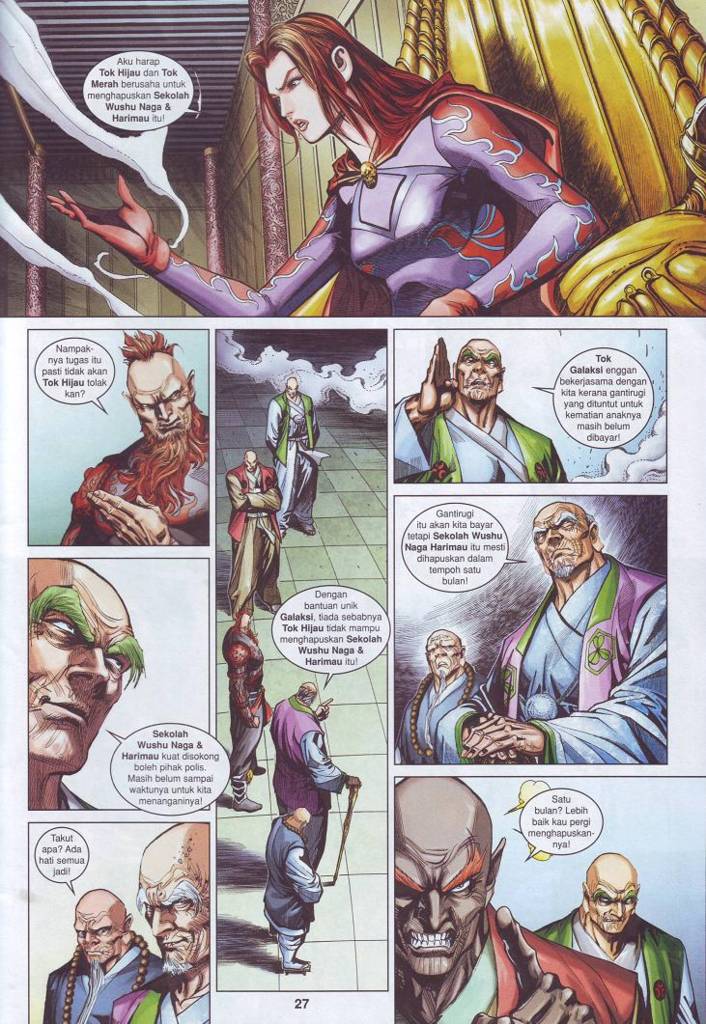 Aku harap
Tok Hijau dan Tok
Merah berusaha untuk
menghapuskan Sekolah
Wushu Naga &
Harimau itu!
Nampak-
nya tugas itu
pasti tidak akan
Tok Hijau tolak
kan?
Sekolah
Wushu Naga &
Harimau kuat disokong
boleh pihak polis.
Masih belum sampai
waktunya untuk kita
menanganinya!
Takut
apa? Ada
hati semua
jadi!
Dengan
bantuan unik
Galaksi, tiada sebabnya
Tok Hijau tidak mampu
menghapuskan Sekolah
Wushu Naga &
Harimau itu!
Tok
Galaksi enggan
bekerjasama dengan
kita kerana gantirugi
yang dituntut untuk
kematian anaknya
masih belum
dibayar!
Gantirugi
itu akan kita bayar
tetapi Sekolah Wushu
Naga Harimau itu mesti
dihapuskan dalam
tempoh satu
bulan!
Satu
bulan? Lebih
baik kau pergi
menghapuskan-
nya!
27